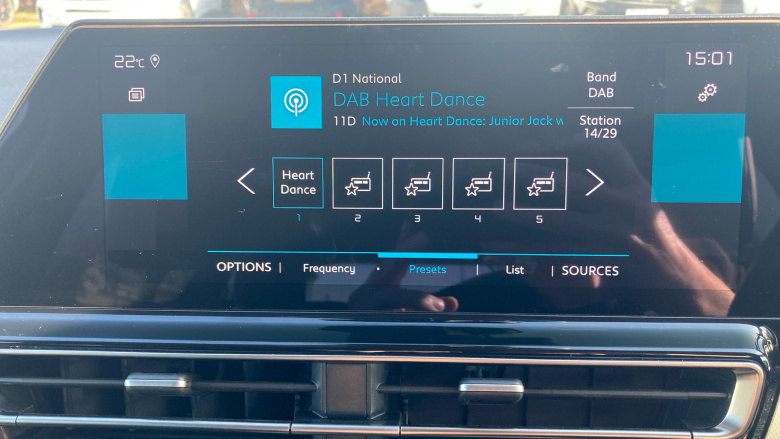 22°C
15:01
D1 National
DAB Heart Dance
11D Now on Heart Dance: Junior Jack w
Band
DAB
Station
14/29
Heart
Dance
1 2 3 4 5
OPTIONS | Frequency • Presets | List | SOURCES